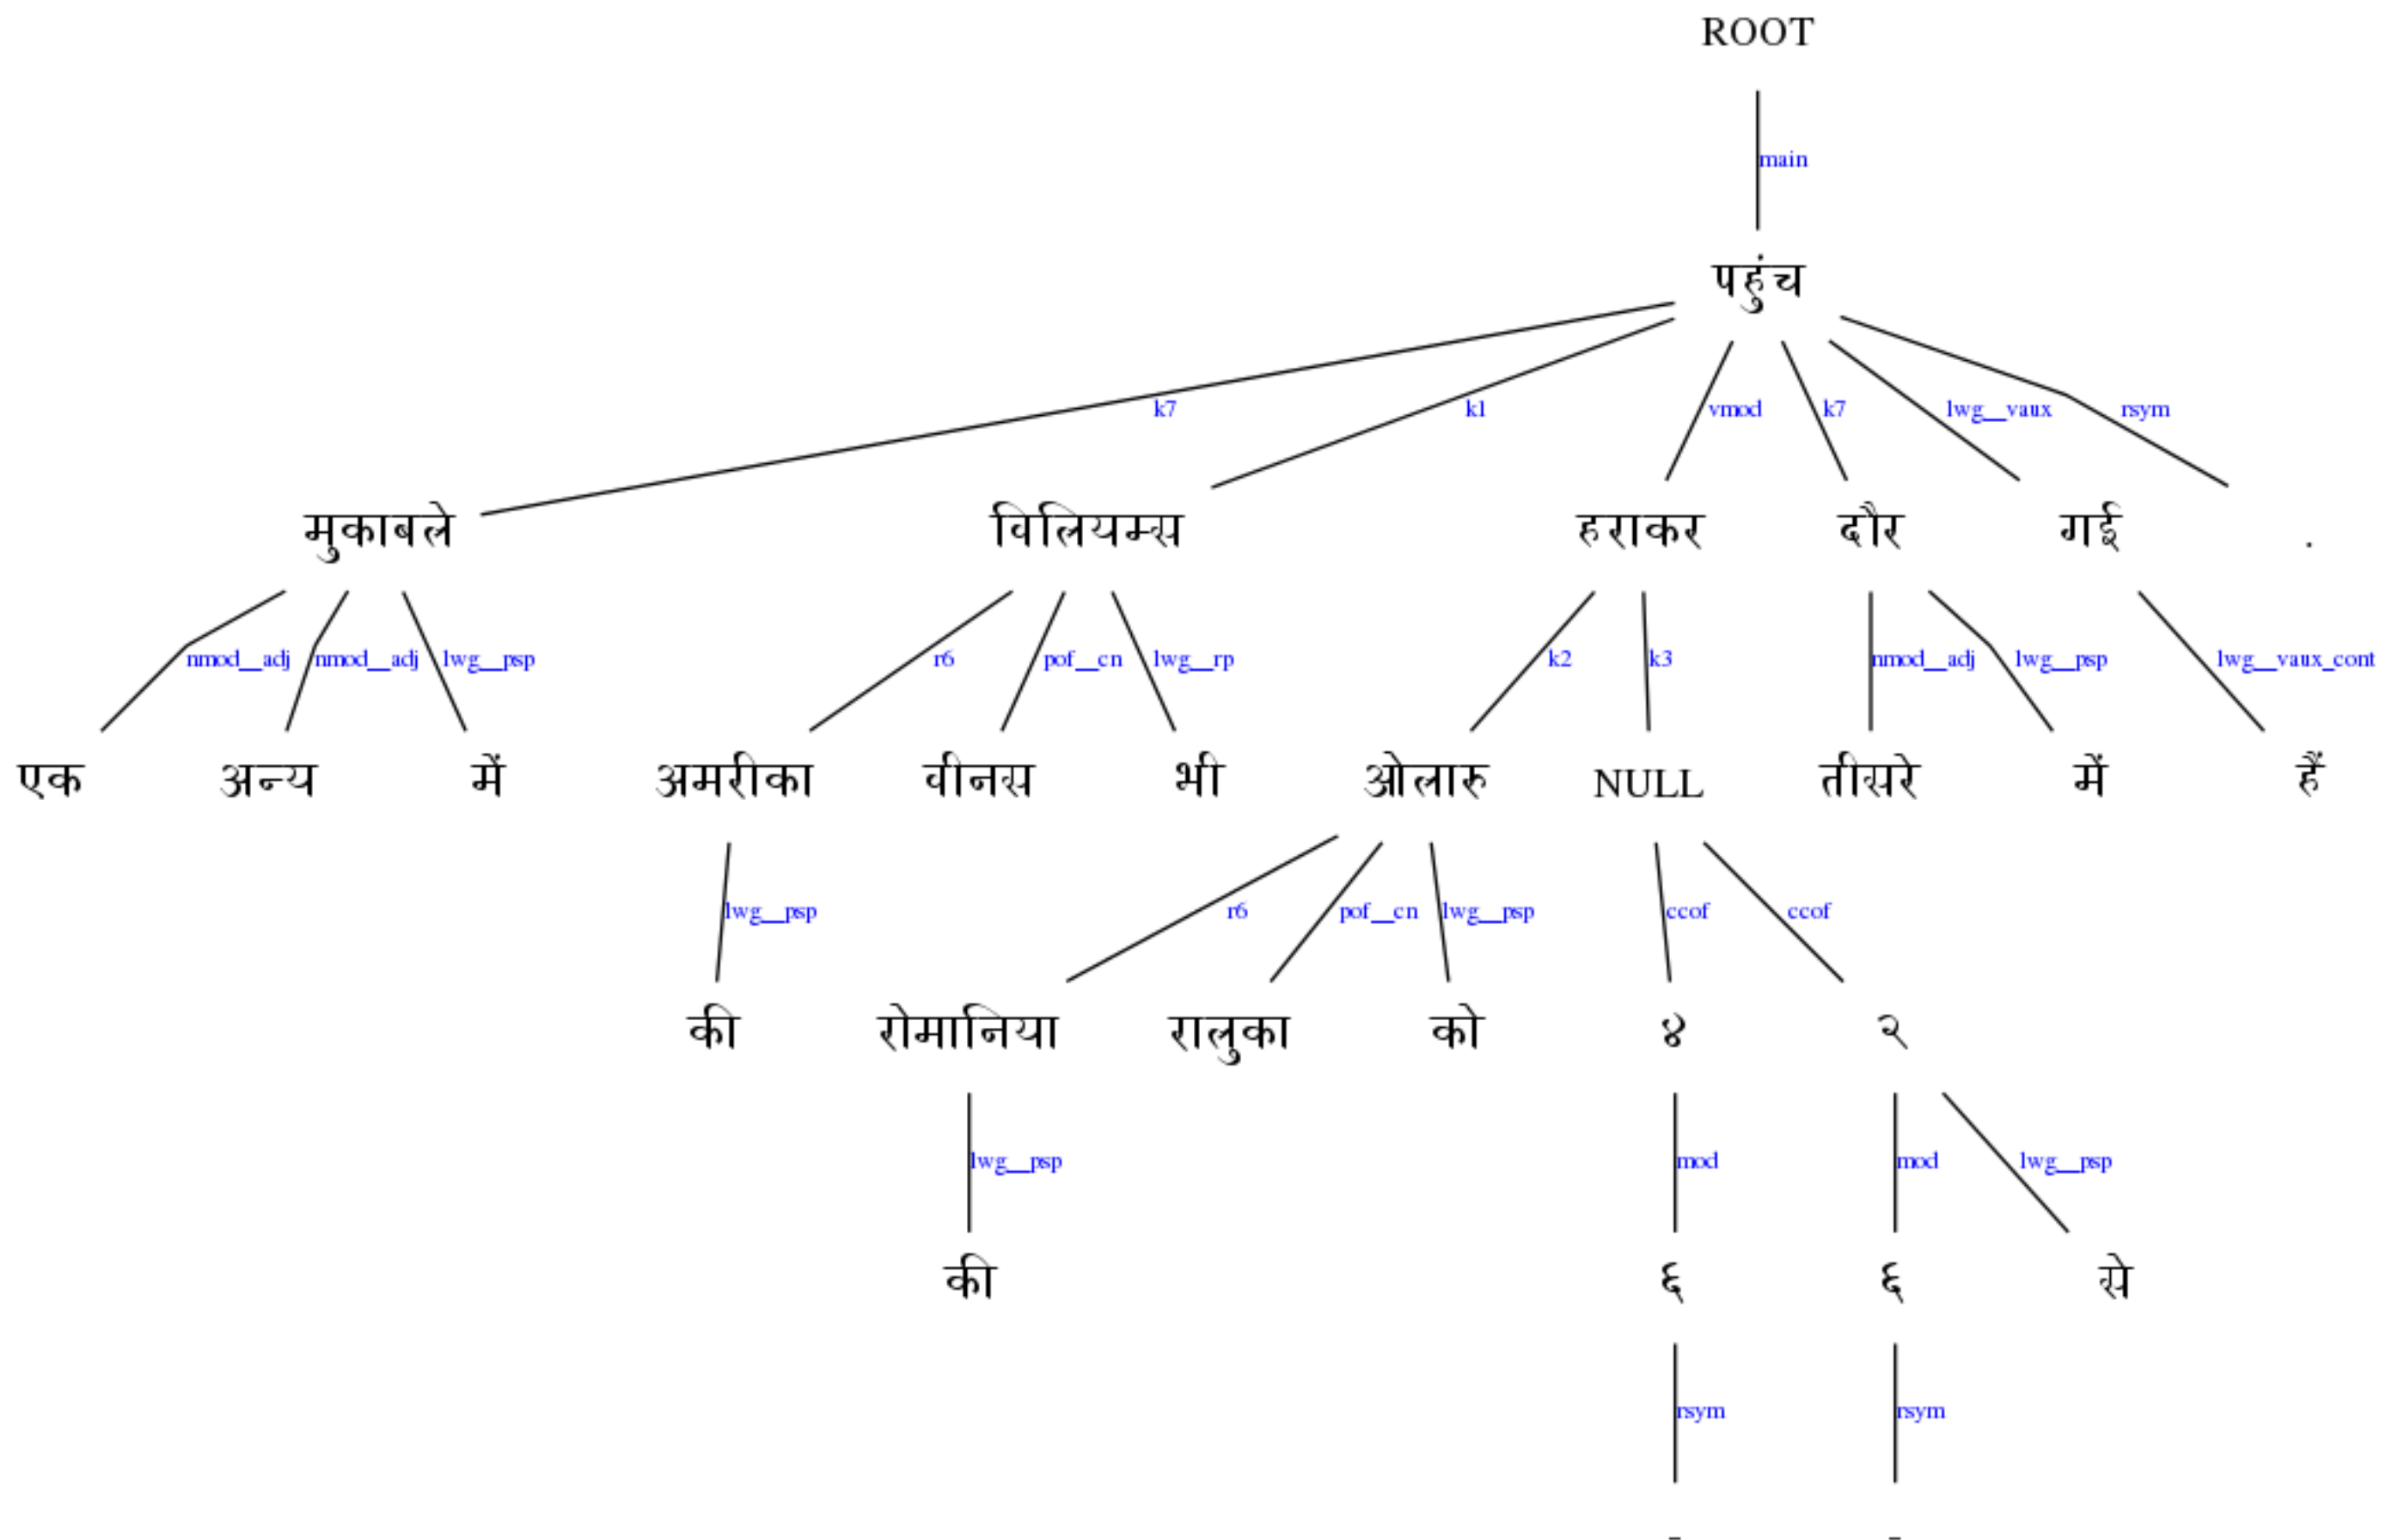 ROOT
main
पहुंच
k7 k1 vmod k7 lwg__vaux rsym
मुकाबले विलियम्स हराकर दौर गई .
nmod__adj nmod__adj lwg__psp r6 pof__cn lwg__rp k2 k3 nmod__adj lwg__psp lwg__vaux_cont
एक अन्य में अमरीका वीनस भी ओलारु NULL तीसरे में हैं
lwg__psp r6 pof__cn lwg__psp ccof ccof
की रोमानिया रालुका को ४ २
lwg__psp mod mod lwg__psp
की ६ ६ से
rsym rsym
- -